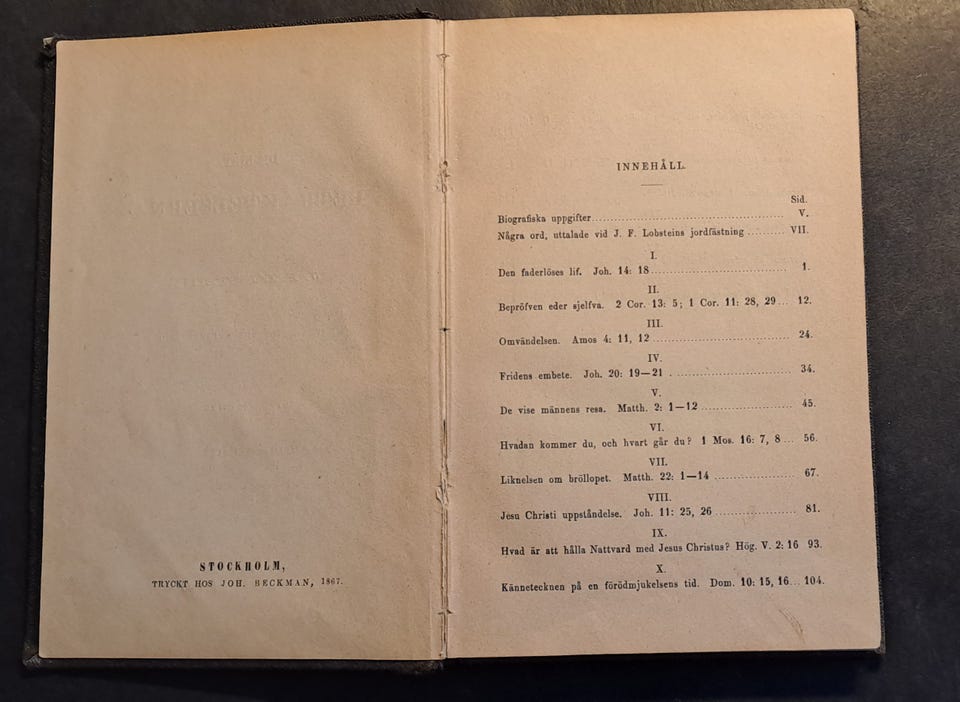 STOCKHOLM,
TRYCKT HOS JOH. BECKMAN, 1867.
INNEHÅLL.
Sid.
Biografiska uppgifter.................... V.
Några ord, uttalade vid J. F. Lobsteins jordfästning ......... VII.
I.
Den faderlöses lif. Joh. 14: 18.................... 1.
II.
Bepröfven eder sjelfva. 2 Cor. 13: 5; 1 Cor. 11: 28, 29... 12.
III.
Omvändelsen. Amos 4: 11, 12.................... 24.
IV.
Fridens embete. Joh. 20: 19—21 .................... 34.
V.
De vise männens resa. Matth. 2: 1—12.................... 45.
VI.
Hvadan kommer du, och hvart går du? 1 Mos. 16: 7, 8... 56.
VII.
Liknelsen om bröllopet. Matth. 22: 1—14 .................... 67.
VIII.
Jesu Christi uppståndelse. Joh. 11: 25, 26 .................... 81.
IX.
Hvad är att hålla Nattvard med Jesus Christus? Hög. V. 2: 16 93.
X.
Kännetecknen på en förödmjukelsens tid. Dom. 10: 15, 16... 104.